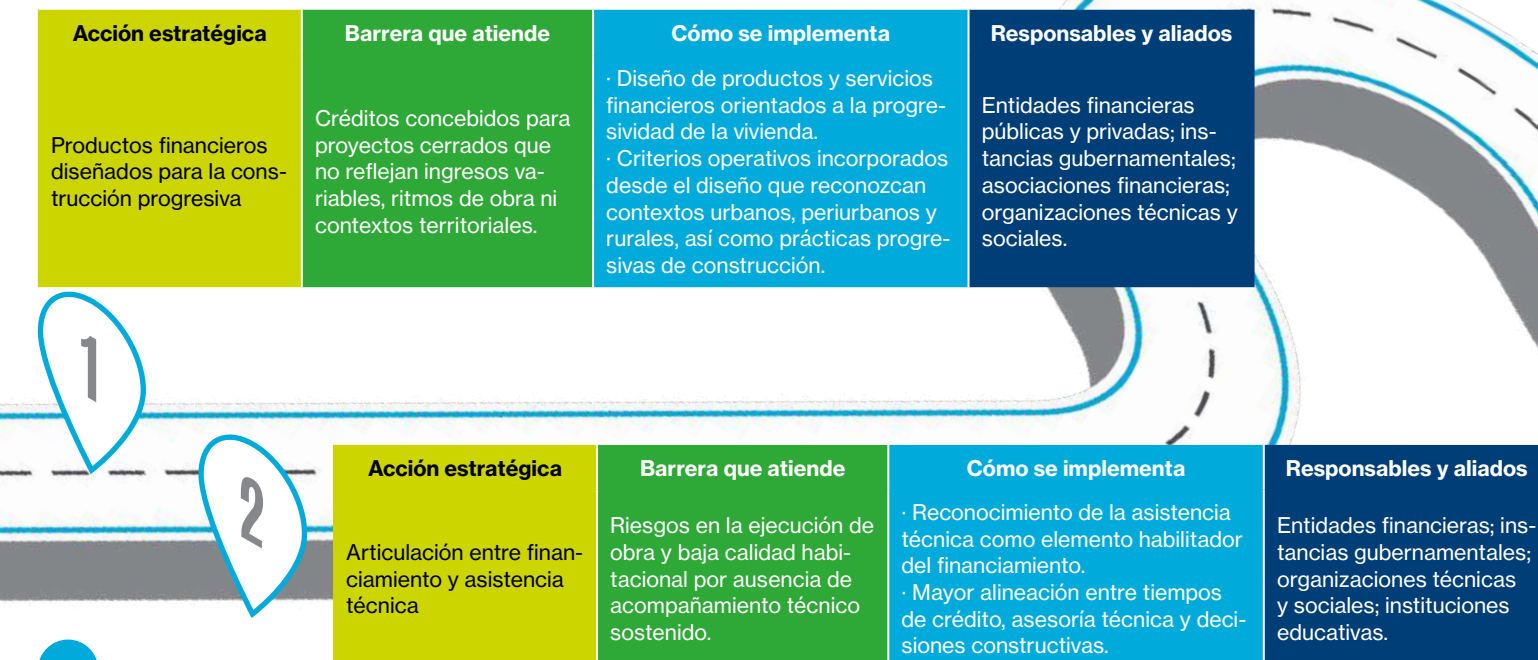 Acción estratégica
Productos financieros
diseñados para la cons-
trucción progresiva
Barrera que atiende
Créditos concebidos para
proyectos cerrados que
no reflejan ingresos va-
riables, ritmos de obra ni
contextos territoriales.
Cómo se implementa
· Diseño de productos y servicios
financieros orientados a la progre-
sividad de la vivienda.
· Criterios operativos incorporados
desde el diseño que reconozcan
contextos urbanos, periurbanos y
rurales, así como prácticas progre-
sivas de construcción.
Responsables y aliados
Entidades financieras
públicas y privadas; ins-
tancias gubernamentales;
asociaciones financieras;
organizaciones técnicas y
sociales.
1
2
Acción estratégica
Articulación entre finan-
ciamiento y asistencia
técnica
Barrera que atiende
Riesgos en la ejecución de
obra y baja calidad habi-
tacional por ausencia de
acompañamiento técnico
sostenido.
Cómo se implementa
· Reconocimiento de la asistencia
técnica como elemento habilitador
del financiamiento.
· Mayor alineación entre tiempos
de crédito, asesoría técnica y deci-
siones constructivas.
Responsables y aliados
Entidades financieras; ins-
tancias gubernamentales;
organizaciones técnicas
y sociales; instituciones
educativas.